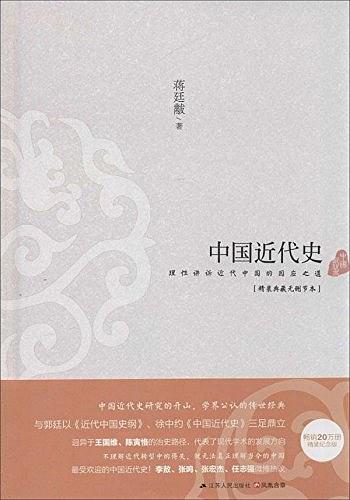 蒋廷黻
/著
中国近代史
理性讲诉近代中国的因应之道
[精装典藏无删节本]
中国近代史研究的开山，学界公认的传世经典
与郭廷以《近代中国史纲》、徐中约《中国近代史》三足鼎立
迥异于王国维、陈寅恪的治史路径，代表了现代学术的发展方向
不理解近代转型中的得失，就无法真正理解当今的中国
最受欢迎的中国近代史！李敖、张鸣、张宏杰、任志强微博热议
畅销20万册
精装纪念版
江苏人民出版社
凤凰含章